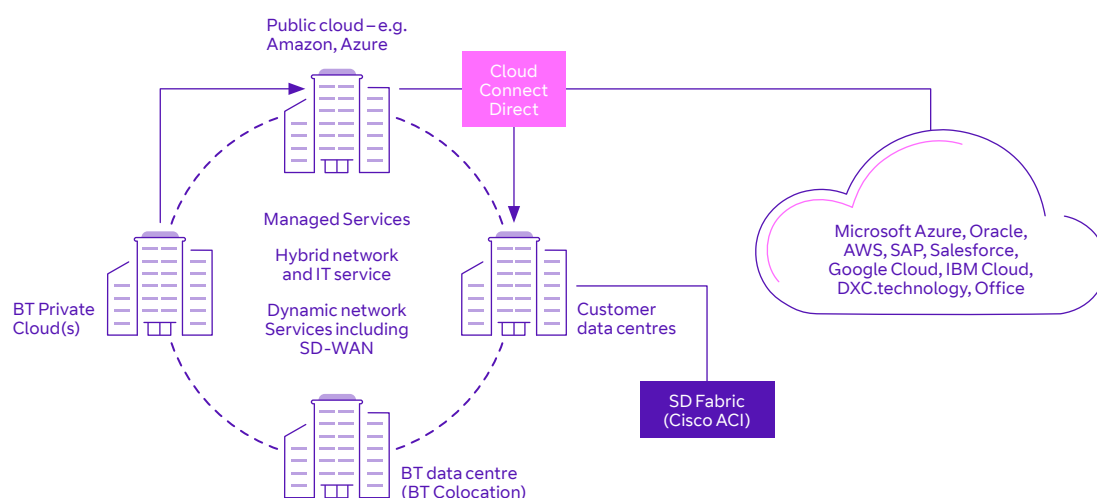 Public cloud – e.g.
Amazon, Azure
Cloud
Connect
Direct
Managed Services
Hybrid network
and IT service
Dynamic network
Services including
SD-WAN
BT Private
Cloud(s)
Customer
data centres
Microsoft Azure, Oracle,
AWS, SAP, Salesforce,
Google Cloud, IBM Cloud,
DXC.technology, Office
SD Fabric
(Cisco ACI)
BT data centre
(BT Colocation)